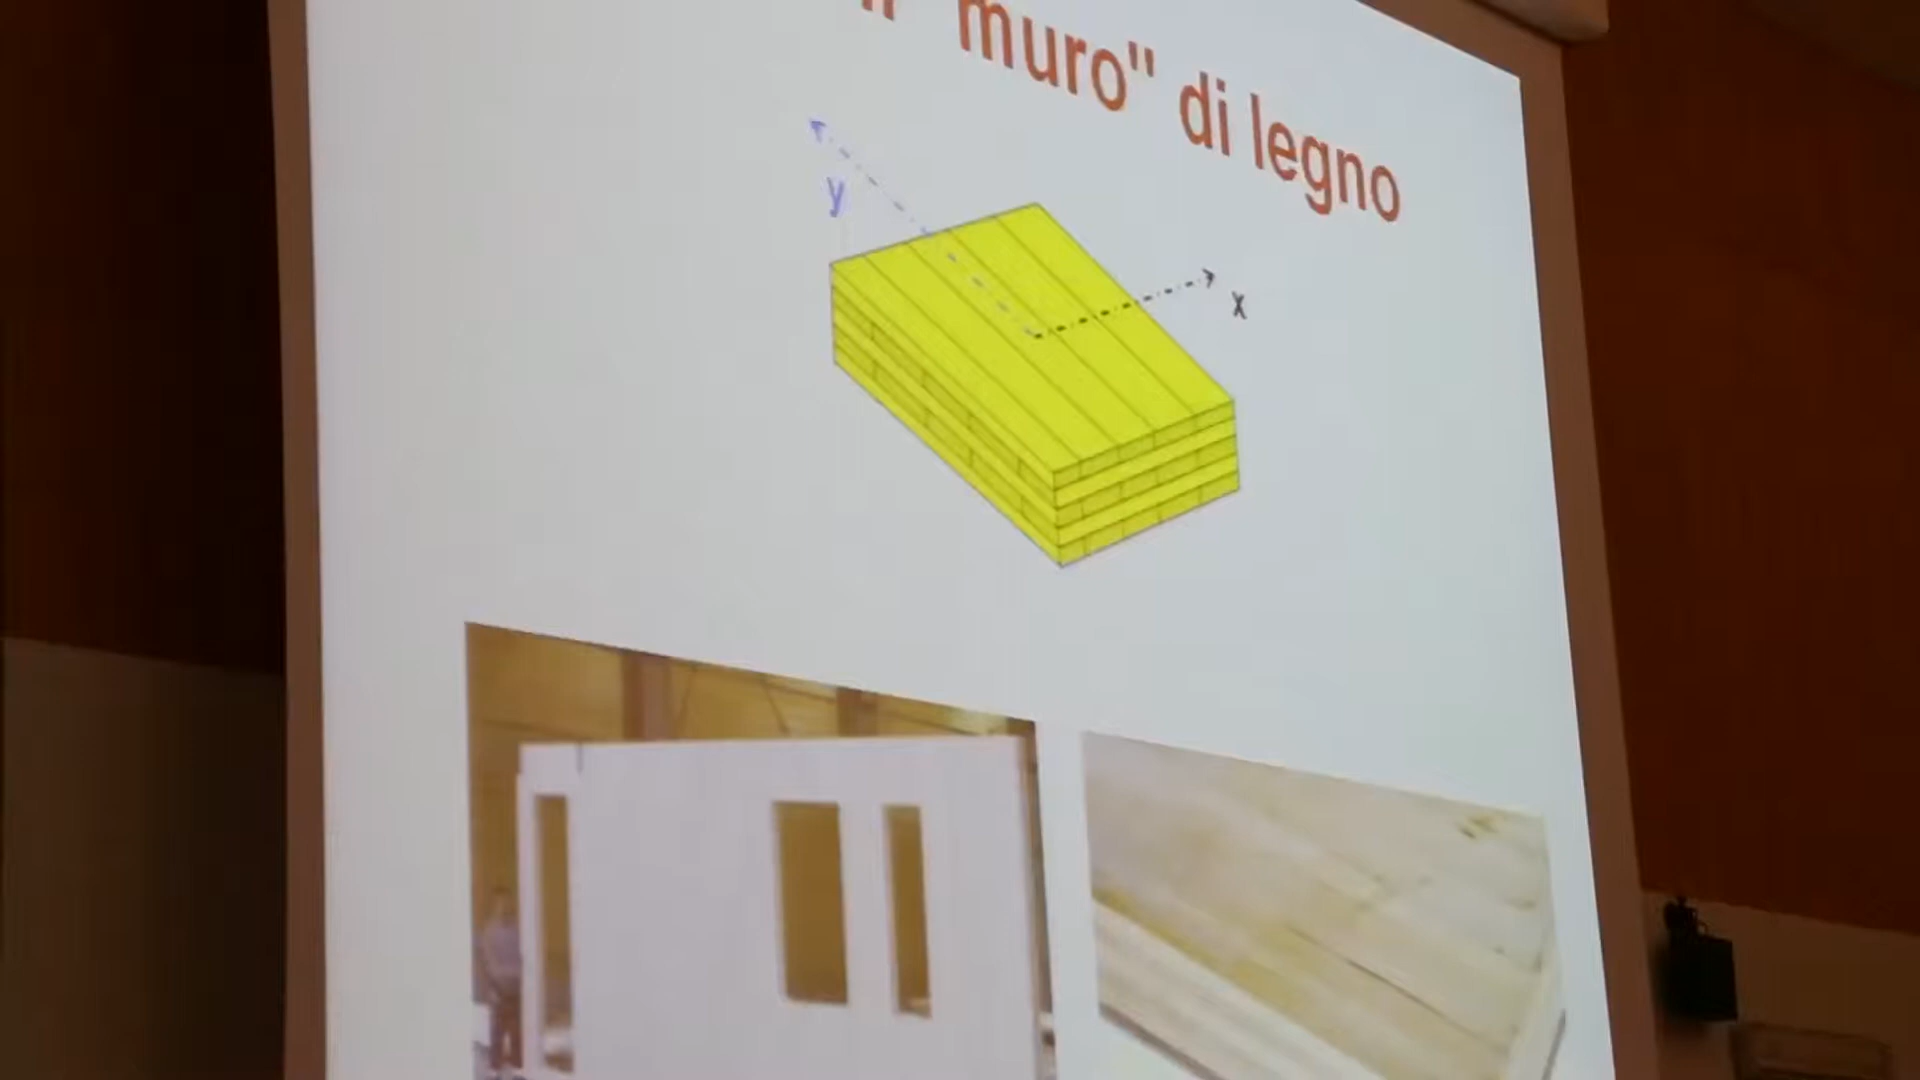 "muro" di legno
y
x